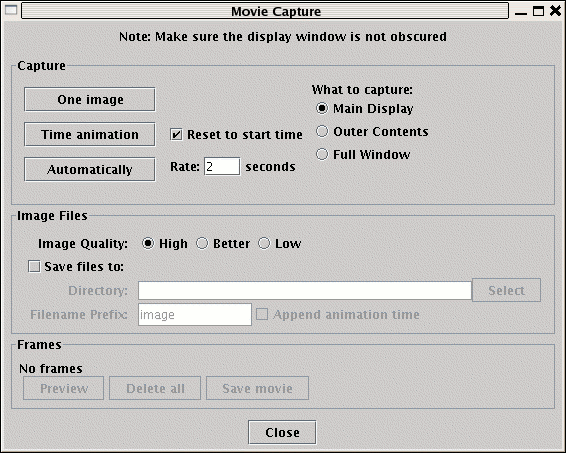 Movie Capture
Note: Make sure the display window is not obscured
Capture
One image
What to capture:
Main Display
Time animation
Reset to start time
Outer Contents
Automatically
Rate: 2 seconds
Full Window
Image Files
Image Quality: High Better Low
Save files to:
Directory: Select
Filename Prefix: image Append animation time
Frames
No frames
Preview Delete all Save movie
Close